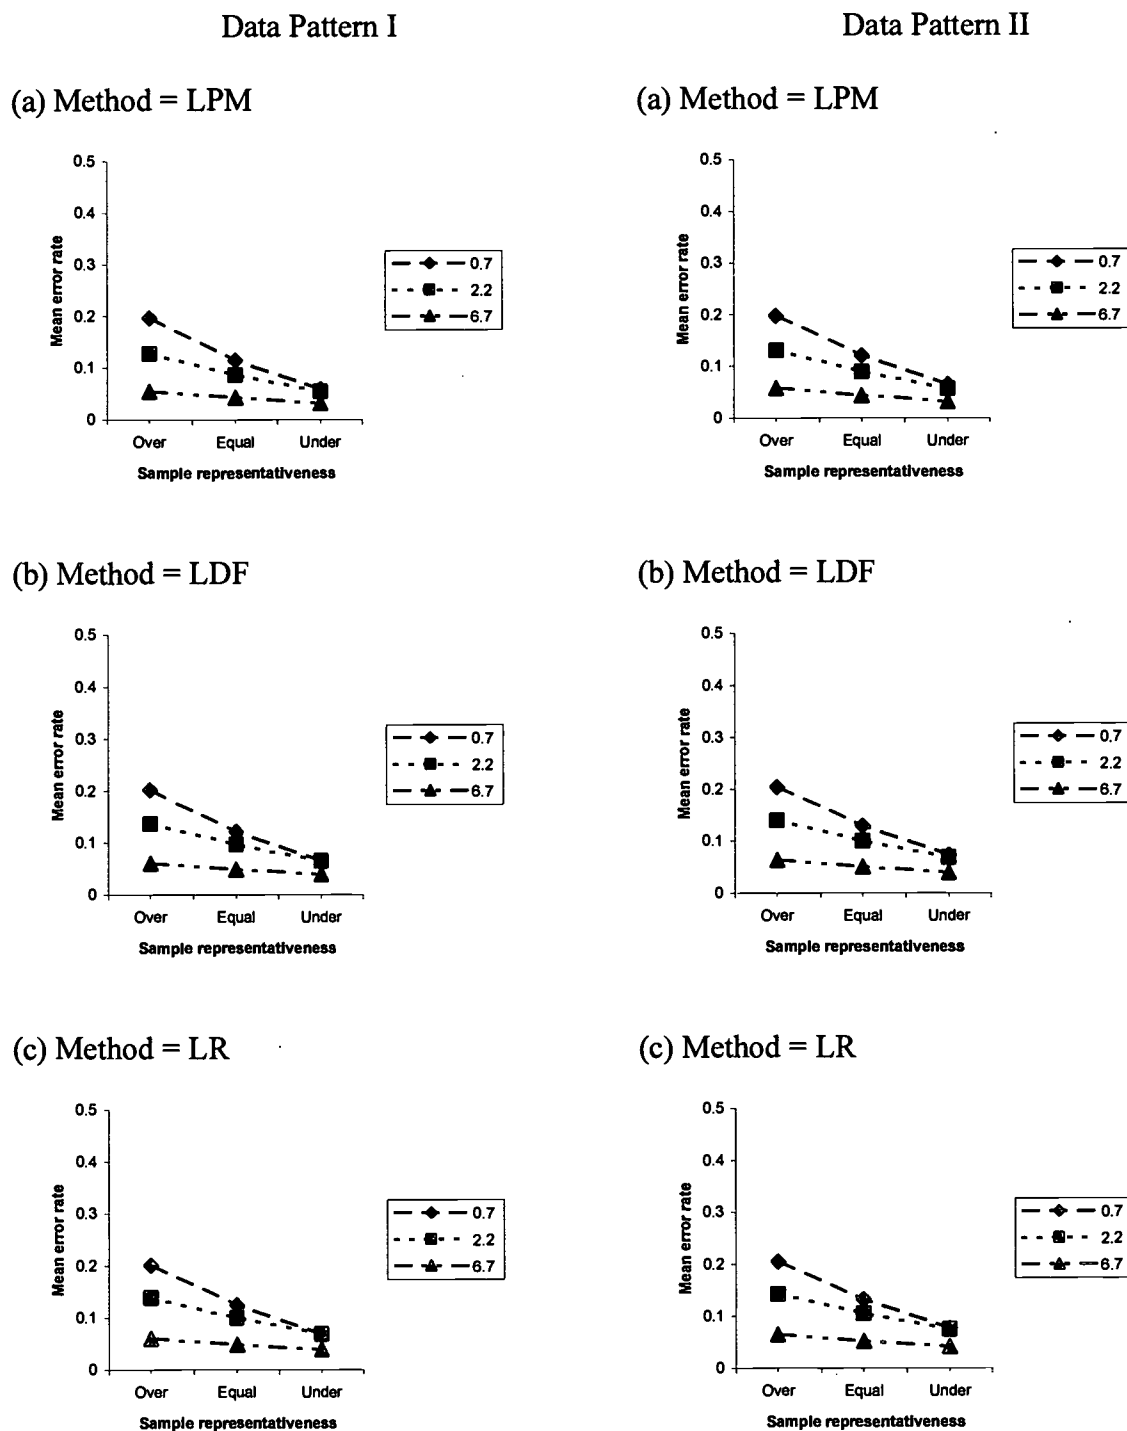 Data Pattern I
Data Pattern II
(a) Method = LPM
(a) Method = LPM
0.5
0.4
0.3
0.2
0.1
0
Mean error rate
Over Equal Under
Sample representativeness
0.7
2.2
6.7
0.5
0.4
0.3
0.2
0.1
0
Mean error rate
Over Equal Under
Sample representativeness
0.7
2.2
6.7
(b) Method = LDF
(b) Method = LDF
0.5
0.4
0.3
0.2
0.1
0
Mean error rate
Over Equal Under
Sample representativeness
0.7
2.2
6.7
0.5
0.4
0.3
0.2
0.1
0
Mean error rate
Over Equal Under
Sample representativeness
0.7
2.2
6.7
(c) Method = LR
(c) Method = LR
0.5
0.4
0.3
0.2
0.1
0
Mean error rate
Over Equal Under
Sample representativeness
0.7
2.2
6.7
0.5
0.4
0.3
0.2
0.1
0
Mean error rate
Over Equal Under
Sample representativeness
0.7
2.2
6.7